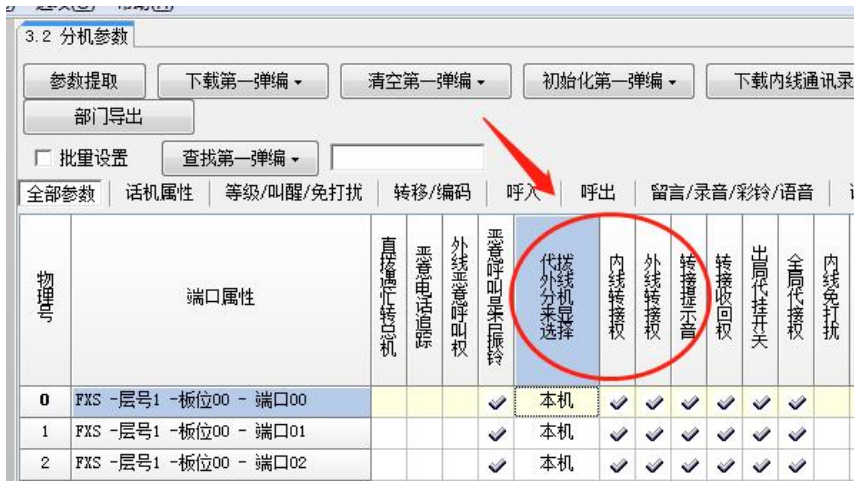 3.2 分机参数
参数提取 下载第一弹编 清空第一弹编 初始化第一弹编 下载内线通讯录
部门导出
批量设置 查找第一弹编
全部参数 话机属性 等级/叫醒/免打扰 转移/编码 呼入 呼出 留言/录音/彩铃/语音
物理号 端口属性 直拨遇忙转总机 恶意电话追踪 外线恶意呼叫权 恶意呼叫是否启振铃 代拨外线分机来显选择 内线转接权 外线转接权 转接提示音 转接收回权 出局代挂开关 全局代接权 内线免打扰
0 FXS -层号1 -板位00 - 端口00 本机
1 FXS -层号1 -板位00 - 端口01 本机
2 FXS -层号1 -板位00 - 端口02 本机